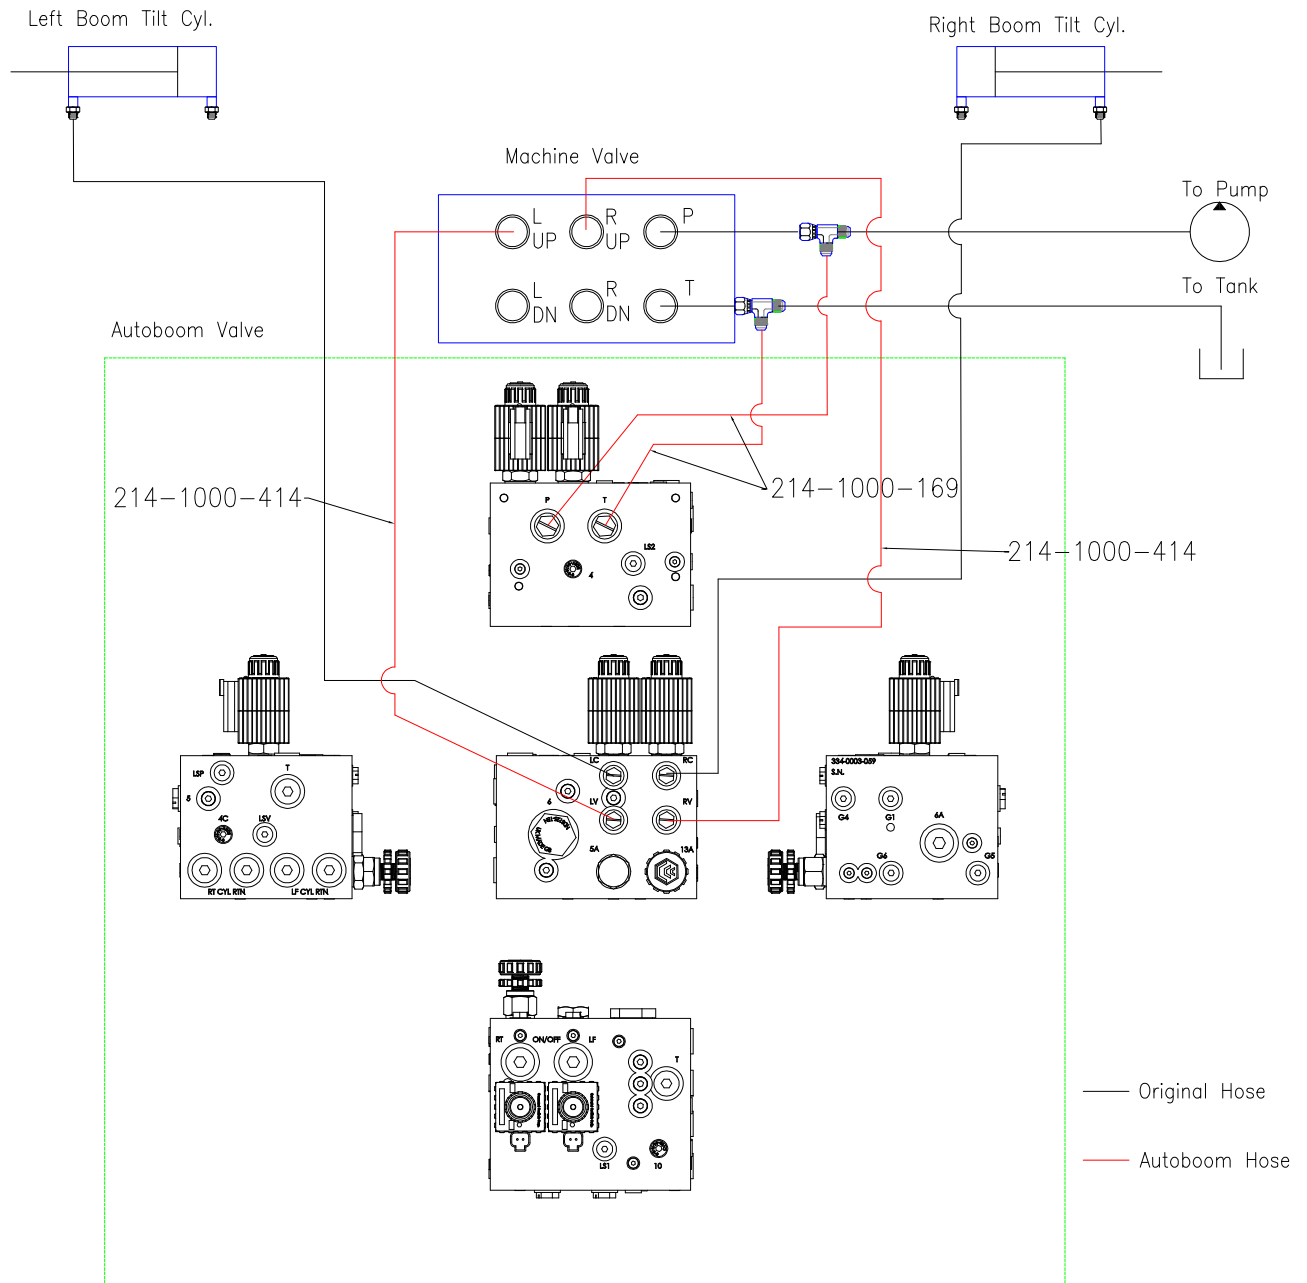 Left Boom Tilt Cyl.
Right Boom Tilt Cyl.
Machine Valve
To Pump
L
UP
R
UP
P
To Tank
L
DN
R
DN
T
Autoboom Valve
214-1000-414
214-1000-169
P
T
LS2
4
214-1000-414
LC
RC
LSP
T
5
4C
LSV
RT CYL RTN.
LF CYL RTN.
6
LV
RV
5A
13A
334-0003-059
S.N.
G4
G1
6A
G6
G5
RT
ON/OFF
LF
T
LS1
10
Original Hose
Autoboom Hose